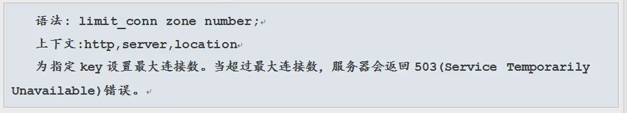 语法: limit_conn zone number;
上下文:http,server,location
为指定 key 设置最大连接数。当超过最大连接数，服务器会返回 503(Service Temporarily
Unavailable)错误。